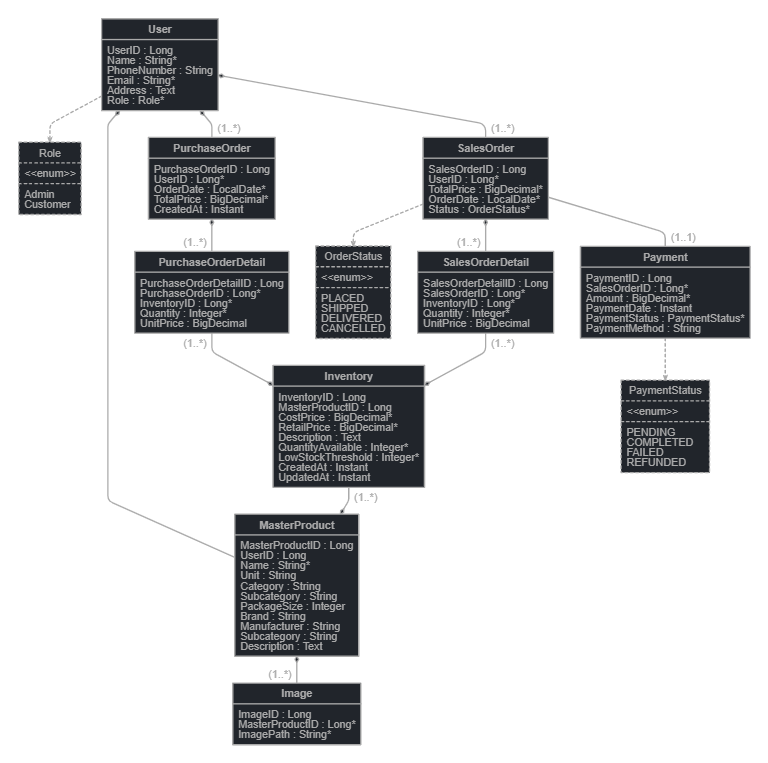 User
UserID : Long
Name : String*
PhoneNumber : String
Email : String*
Address : Text
Role : Role*
(1..*)
(1..*)
Role
<<enum>>
Admin
Customer
PurchaseOrder
PurchaseOrderID : Long
UserID : Long*
OrderDate : LocalDate*
TotalPrice : BigDecimal*
CreatedAt : Instant
SalesOrder
SalesOrderID : Long
UserID : Long*
TotalPrice : BigDecimal*
OrderDate : LocalDate*
Status : OrderStatus*
(1..*)
(1..*)
(1..1)
PurchaseOrderDetail
PurchaseOrderDetailID : Long
PurchaseOrderID : Long*
InventoryID : Long*
Quantity : Integer*
UnitPrice : BigDecimal
OrderStatus
<<enum>>
PLACED
SHIPPED
DELIVERED
CANCELLED
SalesOrderDetail
SalesOrderDetailID : Long
SalesOrderID : Long*
InventoryID : Long*
Quantity : Integer*
UnitPrice : BigDecimal
Payment
PaymentID : Long
SalesOrderID : Long*
Amount : BigDecimal*
PaymentDate : Instant
PaymentStatus : PaymentStatus*
PaymentMethod : String
(1..*)
(1..*)
Inventory
InventoryID : Long
MasterProductID : Long
CostPrice : BigDecimal*
RetailPrice : BigDecimal*
Description : Text
QuantityAvailable : Integer*
LowStockThreshold : Integer*
CreatedAt : Instant
UpdatedAt : Instant
PaymentStatus
<<enum>>
PENDING
COMPLETED
FAILED
REFUNDED
(1..*)
MasterProduct
MasterProductID : Long
UserID : Long
Name : String*
Unit : String
Category : String
Subcategory : String
PackageSize : Integer
Brand : String
Manufacturer : String
Subcategory : String
Description : Text
(1..*)
Image
ImageID : Long
MasterProductID : Long*
ImagePath : String*